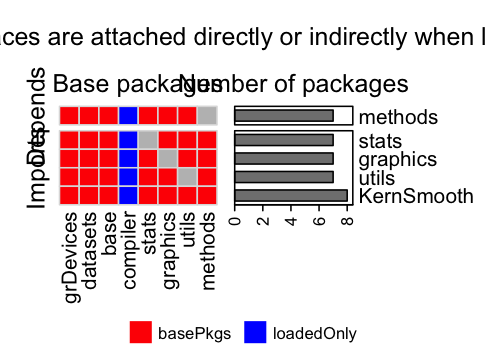 aces are attached directly or indirectly when l
Base packages
Number of packages
Depends
Imports
methods
stats
graphics
utils
KernSmooth
0 2 4 6 8
grDevices
datasets
base
compiler
stats
graphics
utils
methods
basePkgs
loadedOnly